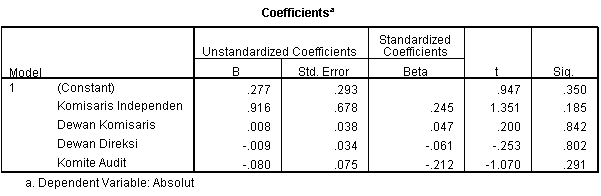 Coefficientsa
Unstandardized Coefficients Standardized Coefficients
Model B Std. Error Beta t Sig.
1 (Constant) .277 .293 .947 .350
Komisaris Independen .916 .678 .245 1.351 .185
Dewan Komisaris .008 .038 .047 .200 .842
Dewan Direksi -.009 .034 -.061 -.253 .802
Komite Audit -.080 .075 -.212 -1.070 .291
a. Dependent Variable: Absolut